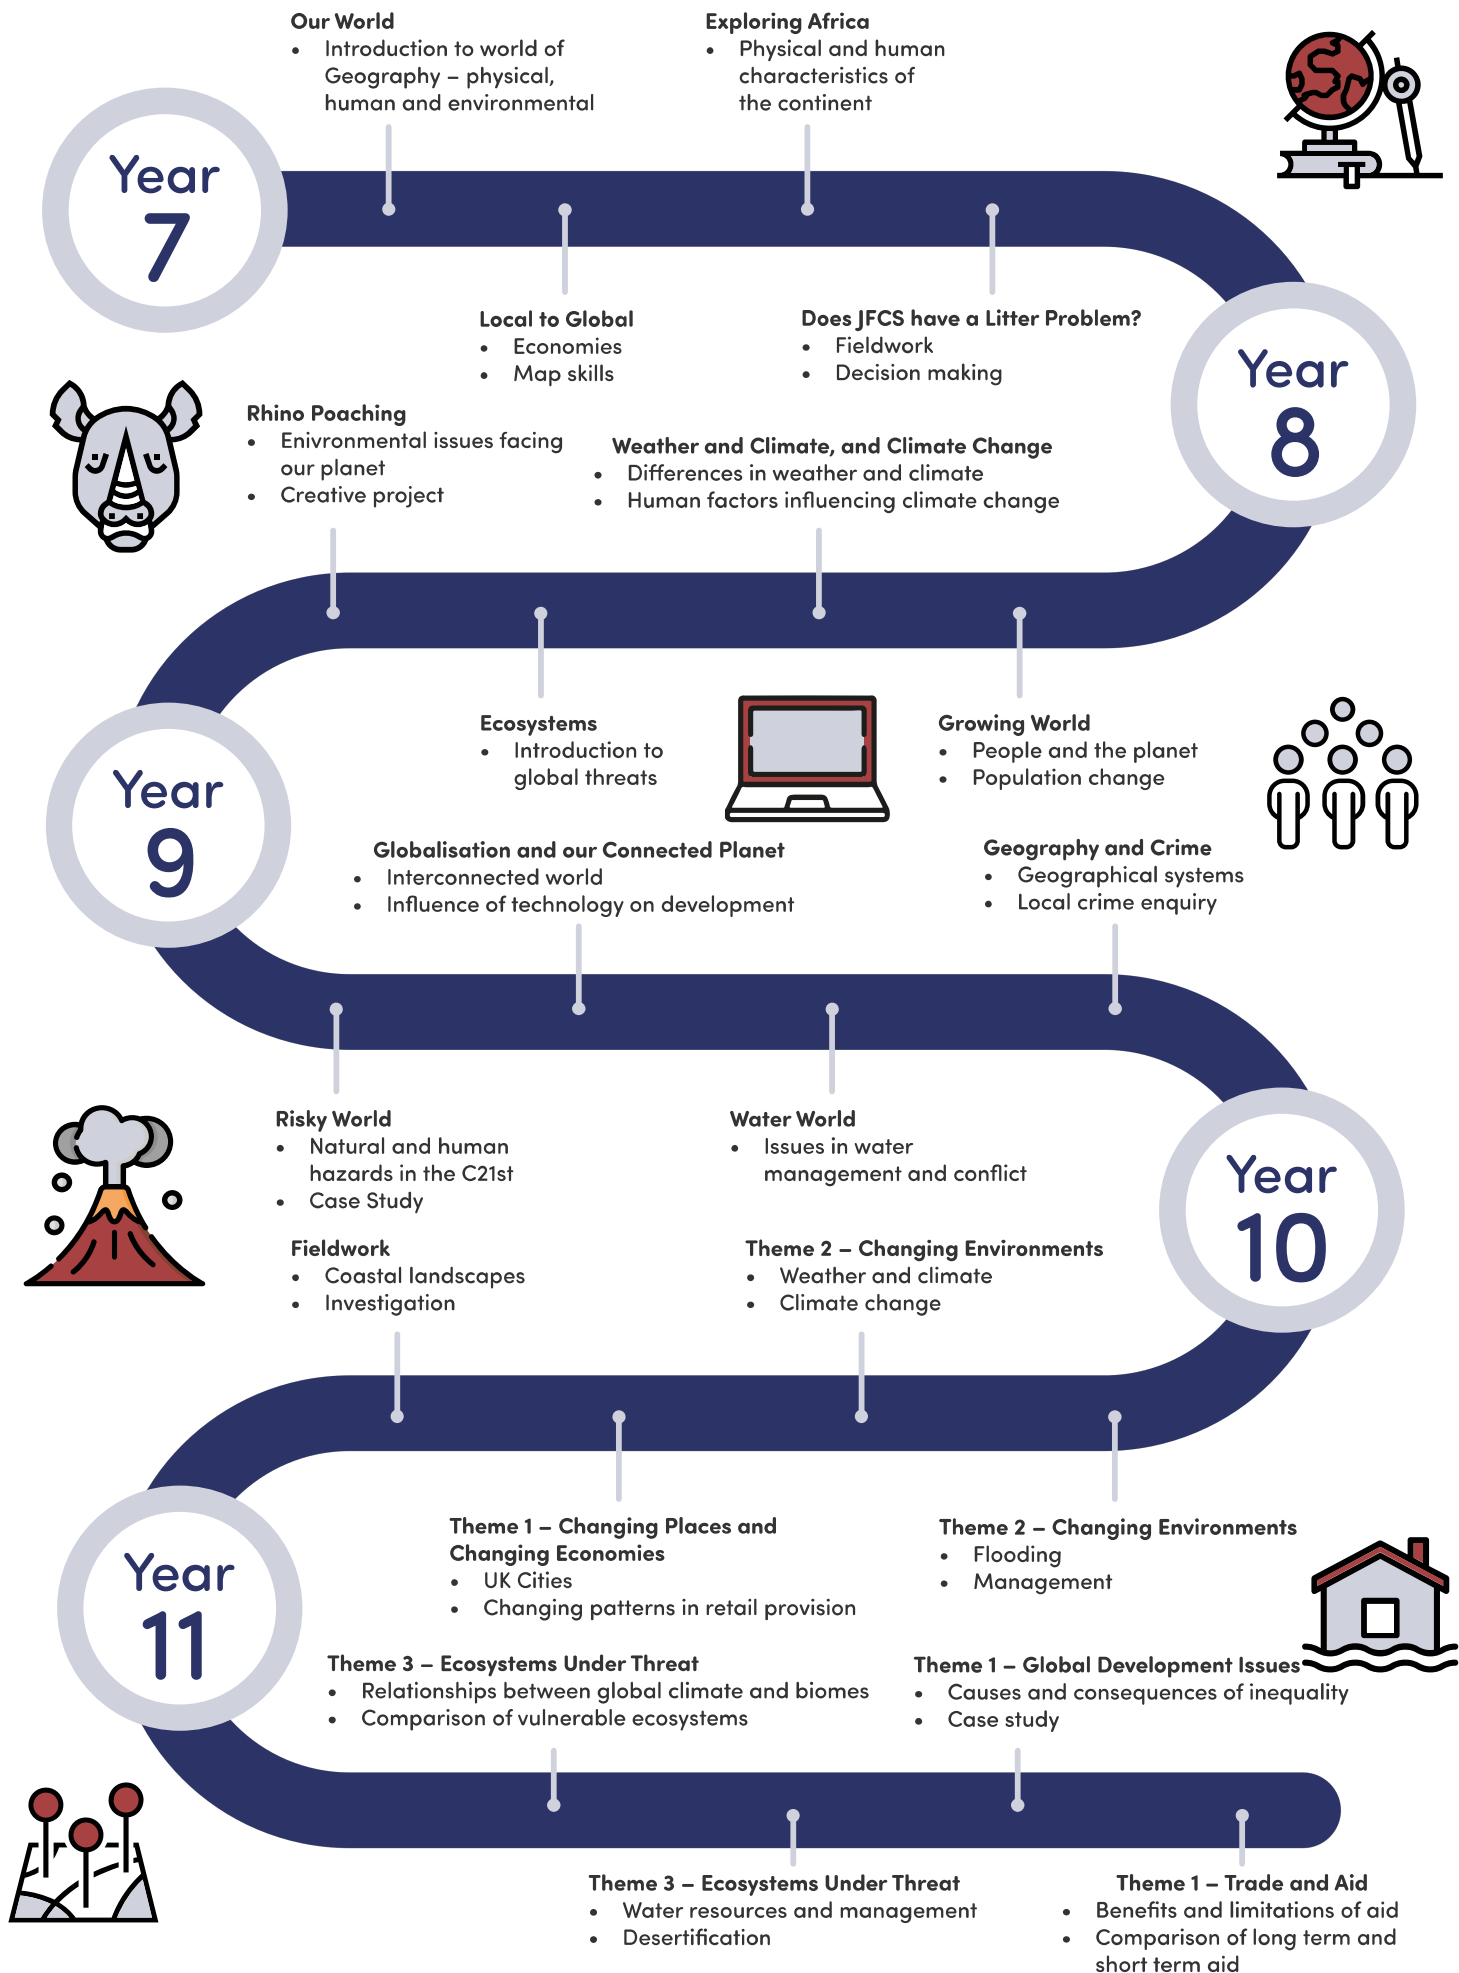 Our World
• Introduction to world of
Geography – physical,
human and environmental
Exploring Africa
• Physical and human
characteristics of
the continent
Year
7
Local to Global
• Economies
• Map skills
Does JFCS have a Litter Problem?
• Fieldwork
• Decision making
Year
8
Rhino Poaching
• Enivronmental issues facing
our planet
• Creative project
Weather and Climate, and Climate Change
• Differences in weather and climate
• Human factors influencing climate change
Ecosystems
• Introduction to
global threats
Growing World
• People and the planet
• Population change
Year
9
Globalisation and our Connected Planet
• Interconnected world
• Influence of technology on development
Geography and Crime
• Geographical systems
• Local crime enquiry
Risky World
• Natural and human
hazards in the C21st
• Case Study
Water World
• Issues in water
management and conflict
Year
10
Fieldwork
• Coastal landscapes
• Investigation
Theme 2 – Changing Environments
• Weather and climate
• Climate change
Theme 1 – Changing Places and
Changing Economies
• UK Cities
• Changing patterns in retail provision
Theme 2 – Changing Environments
• Flooding
• Management
Year
11
Theme 3 – Ecosystems Under Threat
• Relationships between global climate and biomes
• Comparison of vulnerable ecosystems
Theme 1 – Global Development Issues
• Causes and consequences of inequality
• Case study
Theme 3 – Ecosystems Under Threat
• Water resources and management
• Desertification
Theme 1 – Trade and Aid
• Benefits and limitations of aid
• Comparison of long term and
short term aid